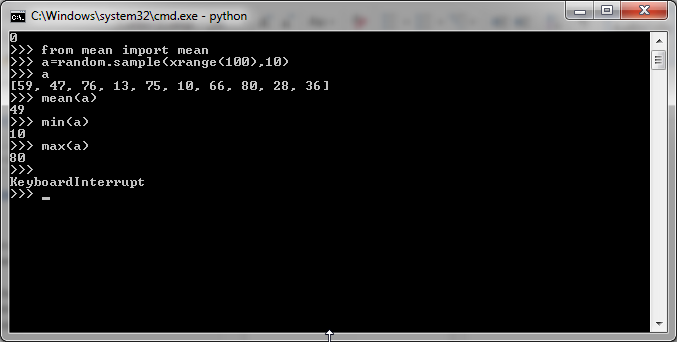 C:\Windows\system32\cmd.exe - python
0
>>> from mean import mean
>>> a=random.sample(xrange(100),10)
>>> a
[59, 47, 76, 13, 75, 10, 66, 80, 28, 36]
>>> mean(a)
49
>>> min(a)
10
>>> max(a)
80
>>>
KeyboardInterrupt
>>> _